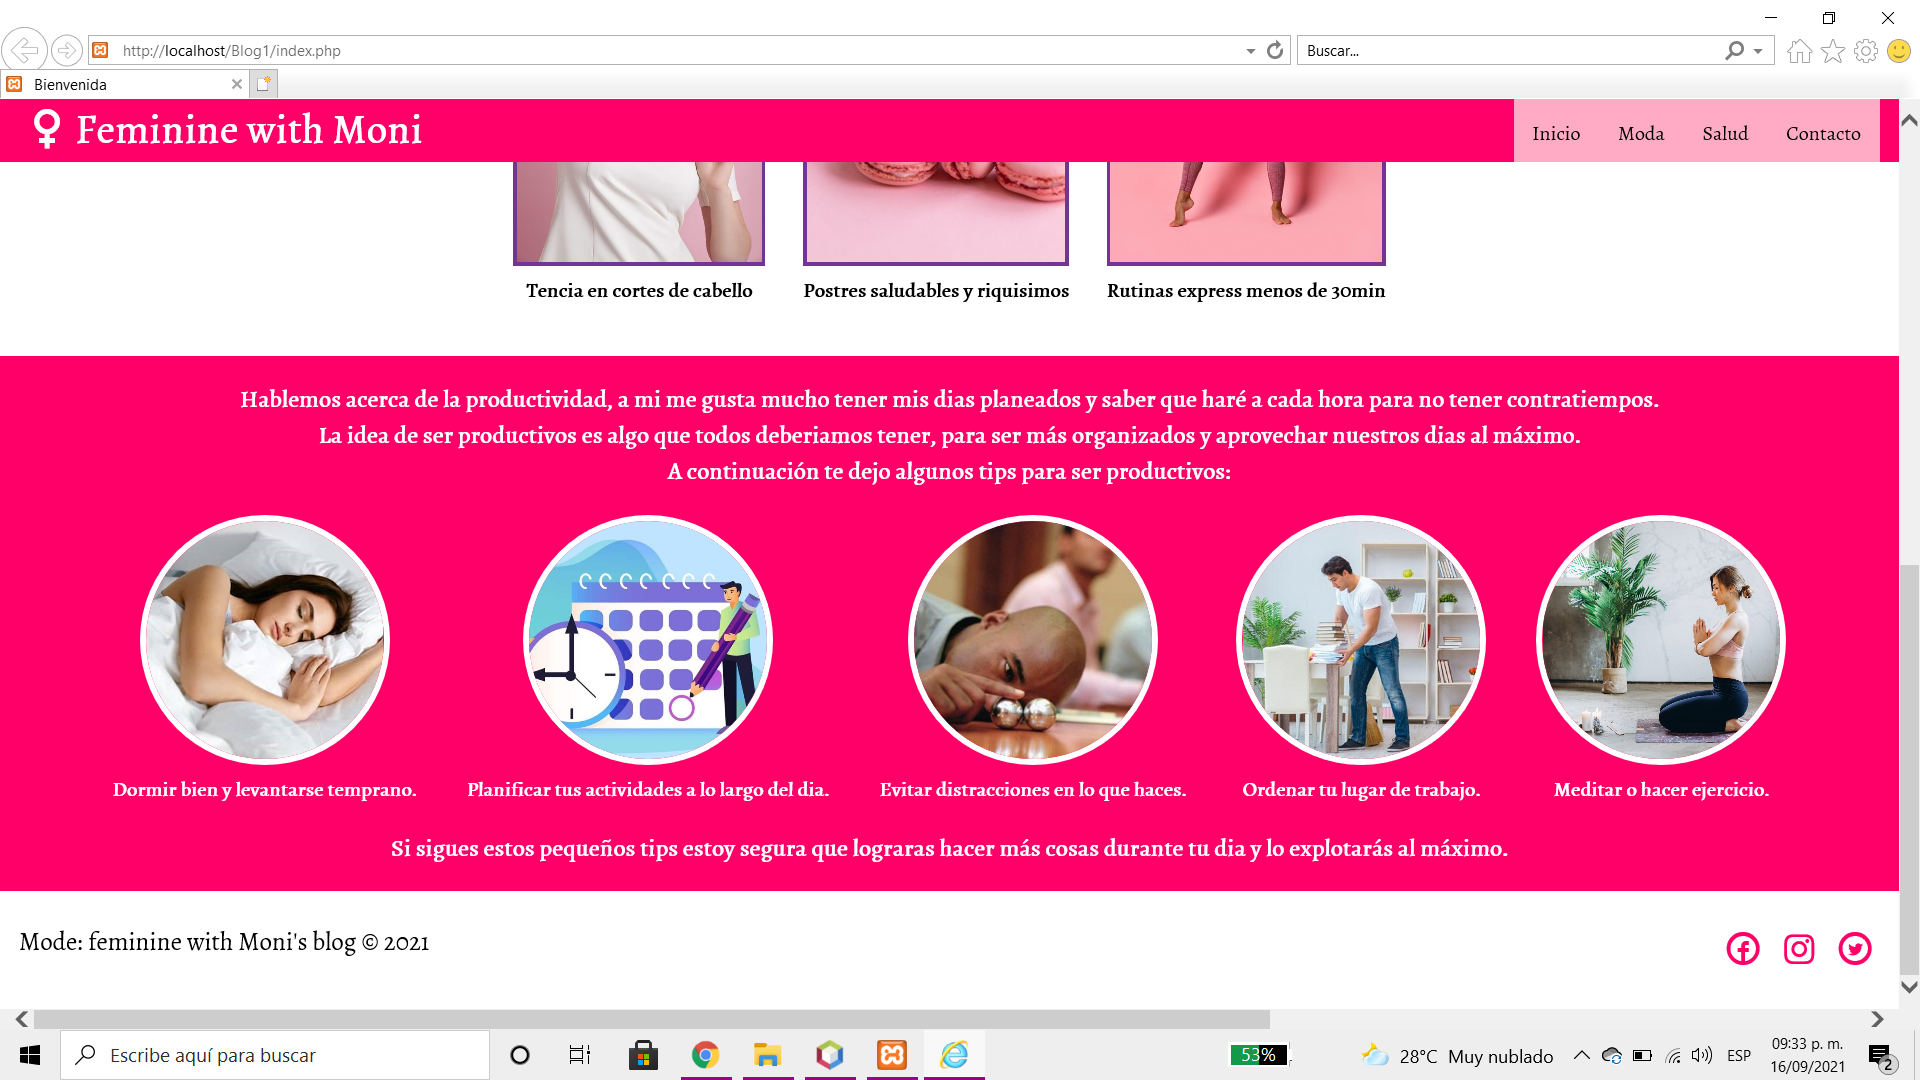 http://localhost/Blog1/index.php
Buscar...
Bienvenida
Feminine with Moni
Inicio
Moda
Salud
Contacto
Tencia en cortes de cabello
Postres saludables y riquisimos
Rutinas express menos de 30min
Hablemos acerca de la productividad, a mi me gusta mucho tener mis dias planeados y saber que haré a cada hora para no tener contratiempos.
La idea de ser productivos es algo que todos deberiamos tener, para ser más organizados y aprovechar nuestros dias al máximo.
A continuación te dejo algunos tips para ser productivos:
Dormir bien y levantarse temprano.
Planificar tus actividades a lo largo del dia.
Evitar distracciones en lo que haces.
Ordenar tu lugar de trabajo.
Meditar o hacer ejercicio.
Si sigues estos pequeños tips estoy segura que lograras hacer más cosas durante tu dia y lo explotarás al máximo.
Mode: feminine with Moni's blog © 2021
Escribe aquí para buscar
53%
28°C Muy nublado
ESP
09:33 p. m.
16/09/2021
2